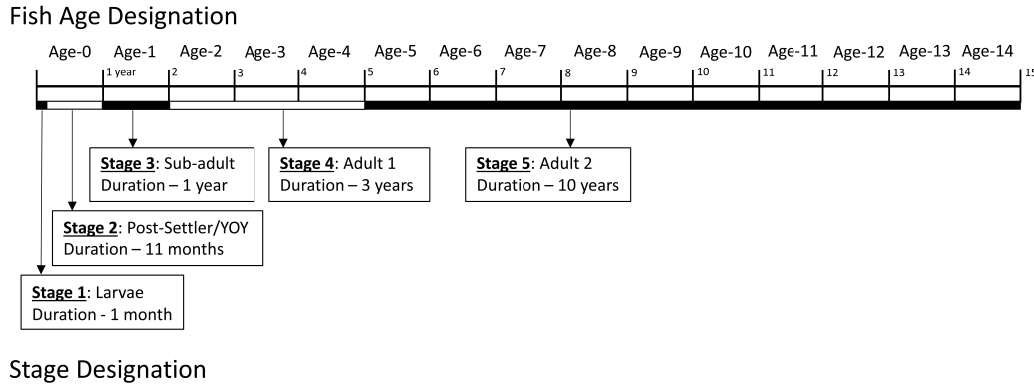 Fish Age Designation
Age-0 Age-1 Age-2 Age-3 Age-4 Age-5 Age-6 Age-7 Age-8 Age-9 Age-10 Age-11 Age-12 Age-13 Age-14
1 year 2 3 4 5 6 7 8 9 10 11 12 13 14 15
Stage 3: Sub-adult
Duration – 1 year
Stage 4: Adult 1
Duration – 3 years
Stage 5: Adult 2
Duration – 10 years
Stage 2: Post-Settler/YOY
Duration – 11 months
Stage 1: Larvae
Duration - 1 month
Stage Designation